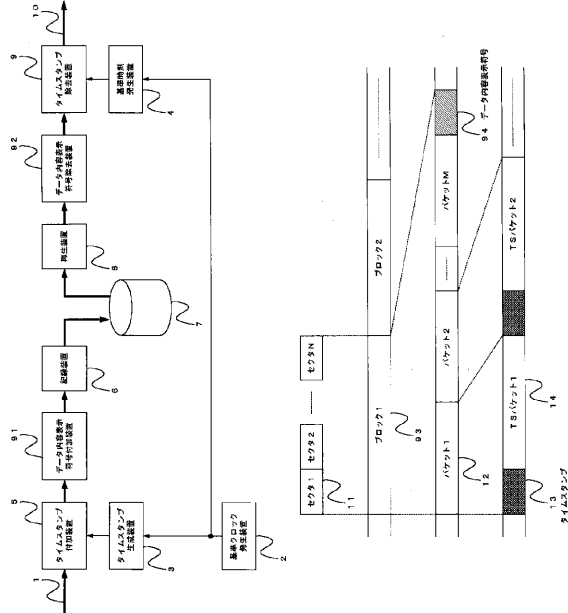 1
5
タイムスタンプ
付加装置
91
データ内容表示
符号付加装置
6
記録装置
7
8
再生装置
92
データ内容表示
符号除去装置
9
タイムスタンプ
除去装置
10
3
タイムスタンプ
生成装置
4
基準時刻
発生装置
2
基準クロック
発生装置
セクタ1
セクタ2
セクタN
11
ブロック1
ブロック2
93
パケット1
パケット2
パケットM
12
94 データ内容表示符号
TSパケット1
TSパケット2
13
タイムスタンプ
14